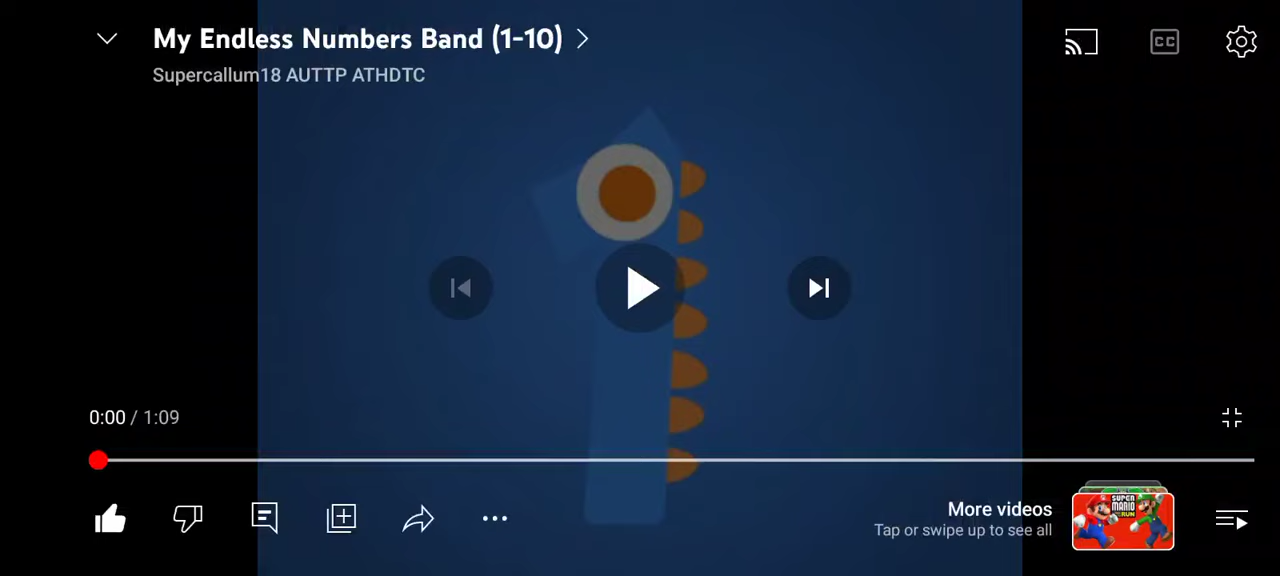 My Endless Numbers Band (1-10)
Supercallum18 AUTTP ATHDTC
CC
0:00 / 1:09
More videos
Tap or swipe up to see all
SUPER
MARIO
RUN